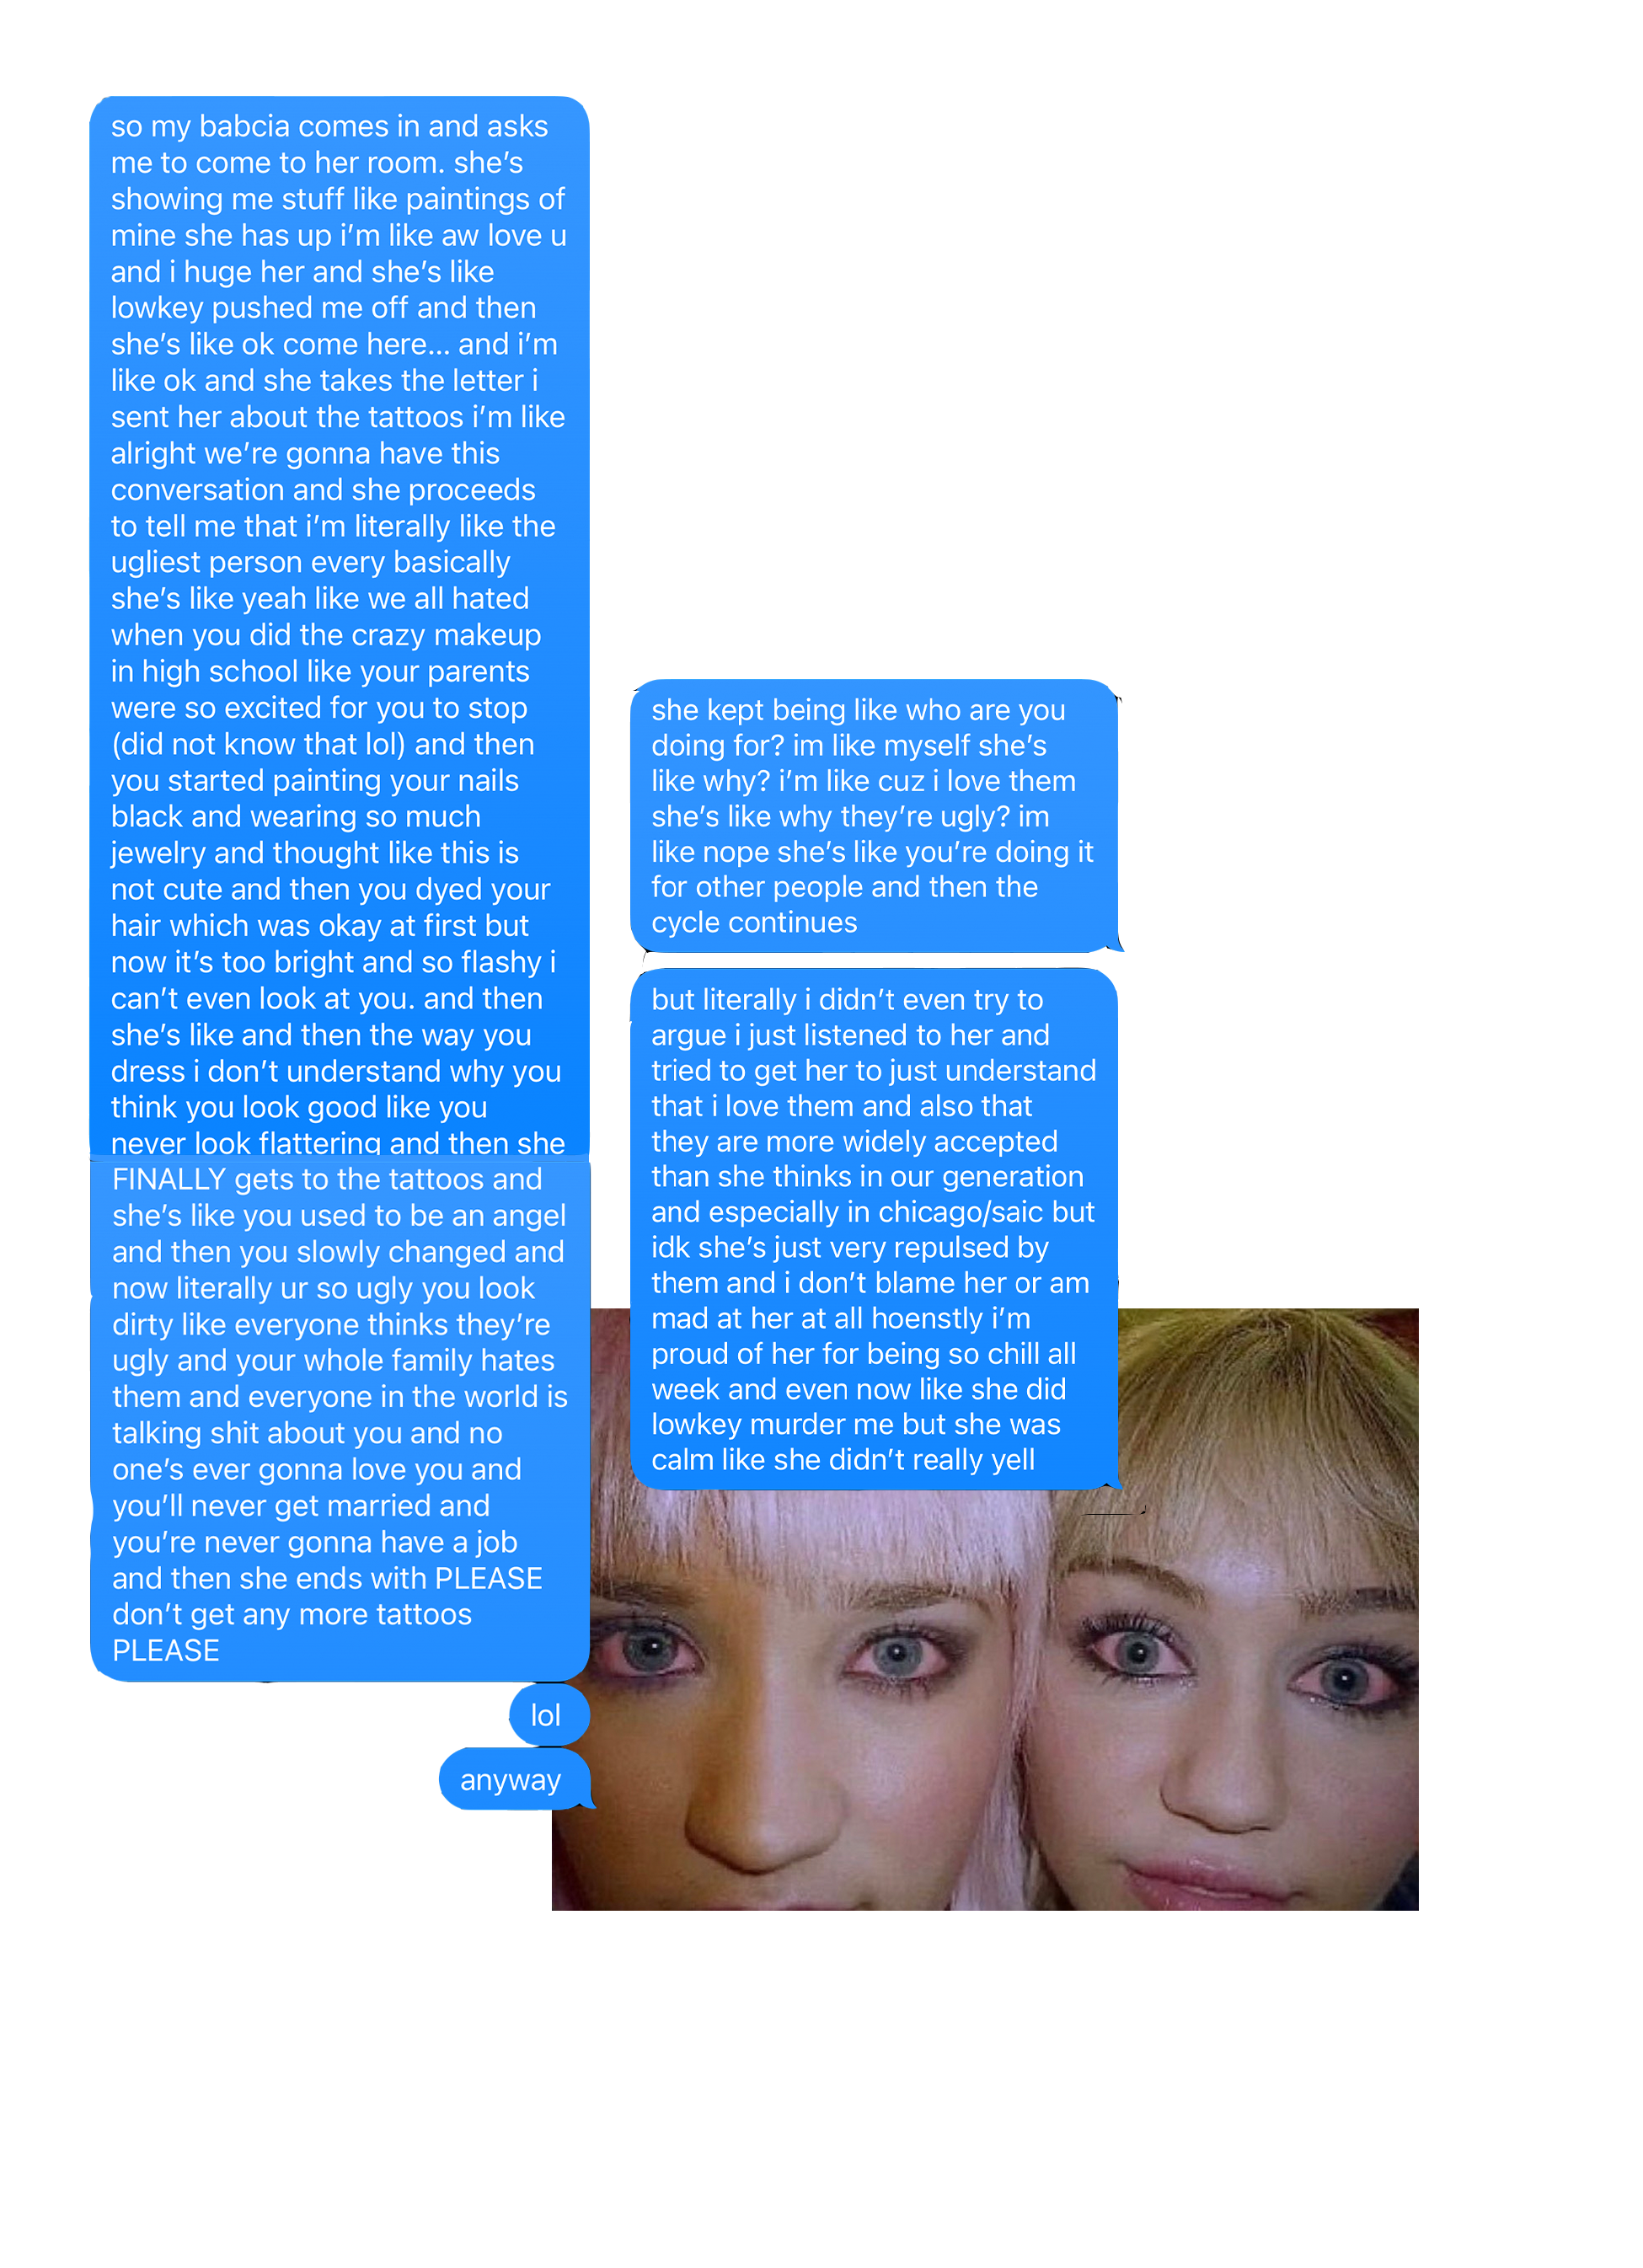 so my babcia comes in and asks
me to come to her room. she's
showing me stuff like paintings of
mine she has up i'm like aw love u
and i huge her and she's like
lowkey pushed me off and then
she's like ok come here... and i'm
like ok and she takes the letter i
sent her about the tattoos i'm like
alright we're gonna have this
conversation and she proceeds
to tell me that i'm literally like the
ugliest person every basically
she's like yeah like we all hated
when you did the crazy makeup
in high school like your parents
were so excited for you to stop
(did not know that lol) and then
you started painting your nails
black and wearing so much
jewelry and thought like this is
not cute and then you dyed your
hair which was okay at first but
now it's too bright and so flashy i
can't even look at you. and then
she's like and then the way you
dress i don't understand why you
think you look good like you
never look flattering and then she
FINALLY gets to the tattoos and
she's like you used to be an angel
and then you slowly changed and
now literally ur so ugly you look
dirty like everyone thinks they're
ugly and your whole family hates
them and everyone in the world is
talking shit about you and no
one's ever gonna love you and
you'll never get married and
you're never gonna have a job
and then she ends with PLEASE
don't get any more tattoos
PLEASE
lol
anyway
she kept being like who are you
doing for? im like myself she's
like why? i'm like cuz i love them
she's like why they're ugly? im
like nope she's like you're doing it
for other people and then the
cycle continues
but literally i didn't even try to
argue i just listened to her and
tried to get her to just understand
that i love them and also that
they are more widely accepted
than she thinks in our generation
and especially in chicago/saic but
idk she's just very repulsed by
them and i don't blame her or am
mad at her at all hoenstly i'm
proud of her for being so chill all
week and even now like she did
lowkey murder me but she was
calm like she didn't really yell